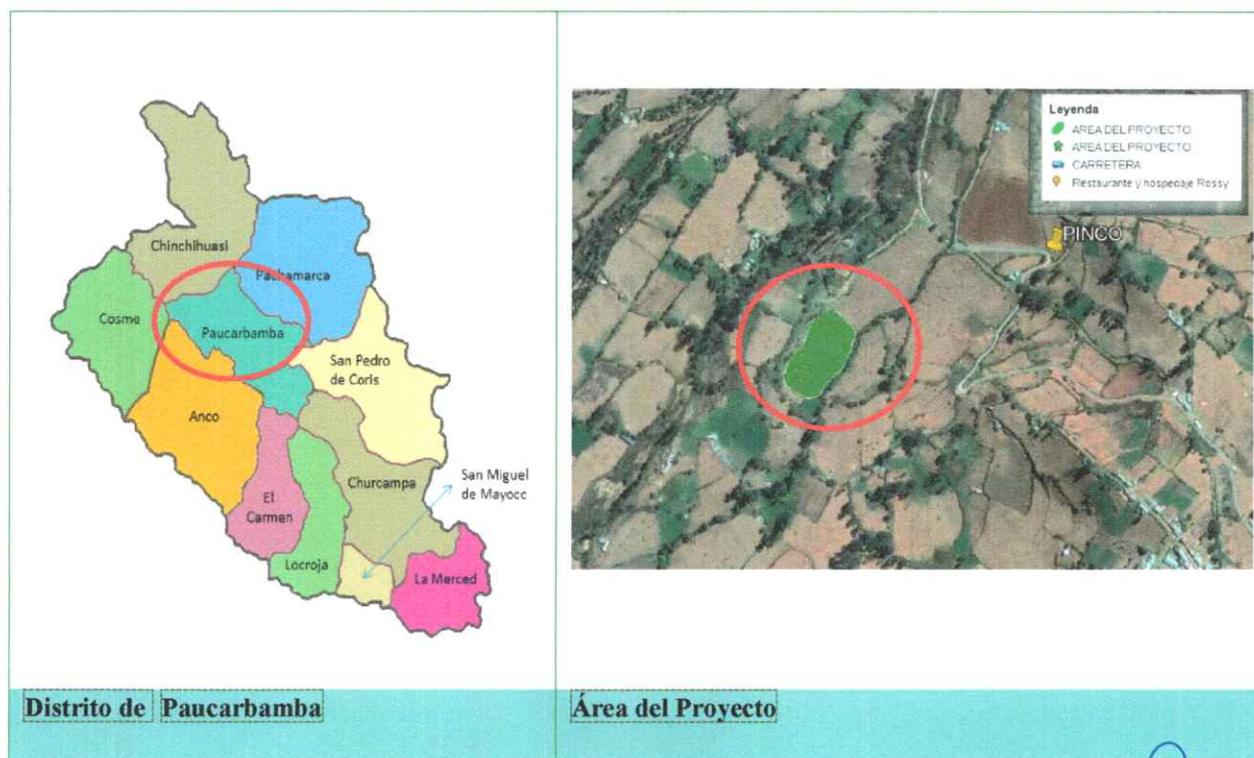 Chinchihuasi
Pachamarca
Cosme
Paucarbamba
San Pedro
de Coris
Anco
San Miguel
de Mayocc
Churcampa
El
Carmen
Locroja
La Merced
Leyenda
AREA DEL PROYECTO
AREA DEL PROYECTO
CARRETERA
Restaurante y hospedaje Rossy
PINCO
Distrito de Paucarbamba
Área del Proyecto